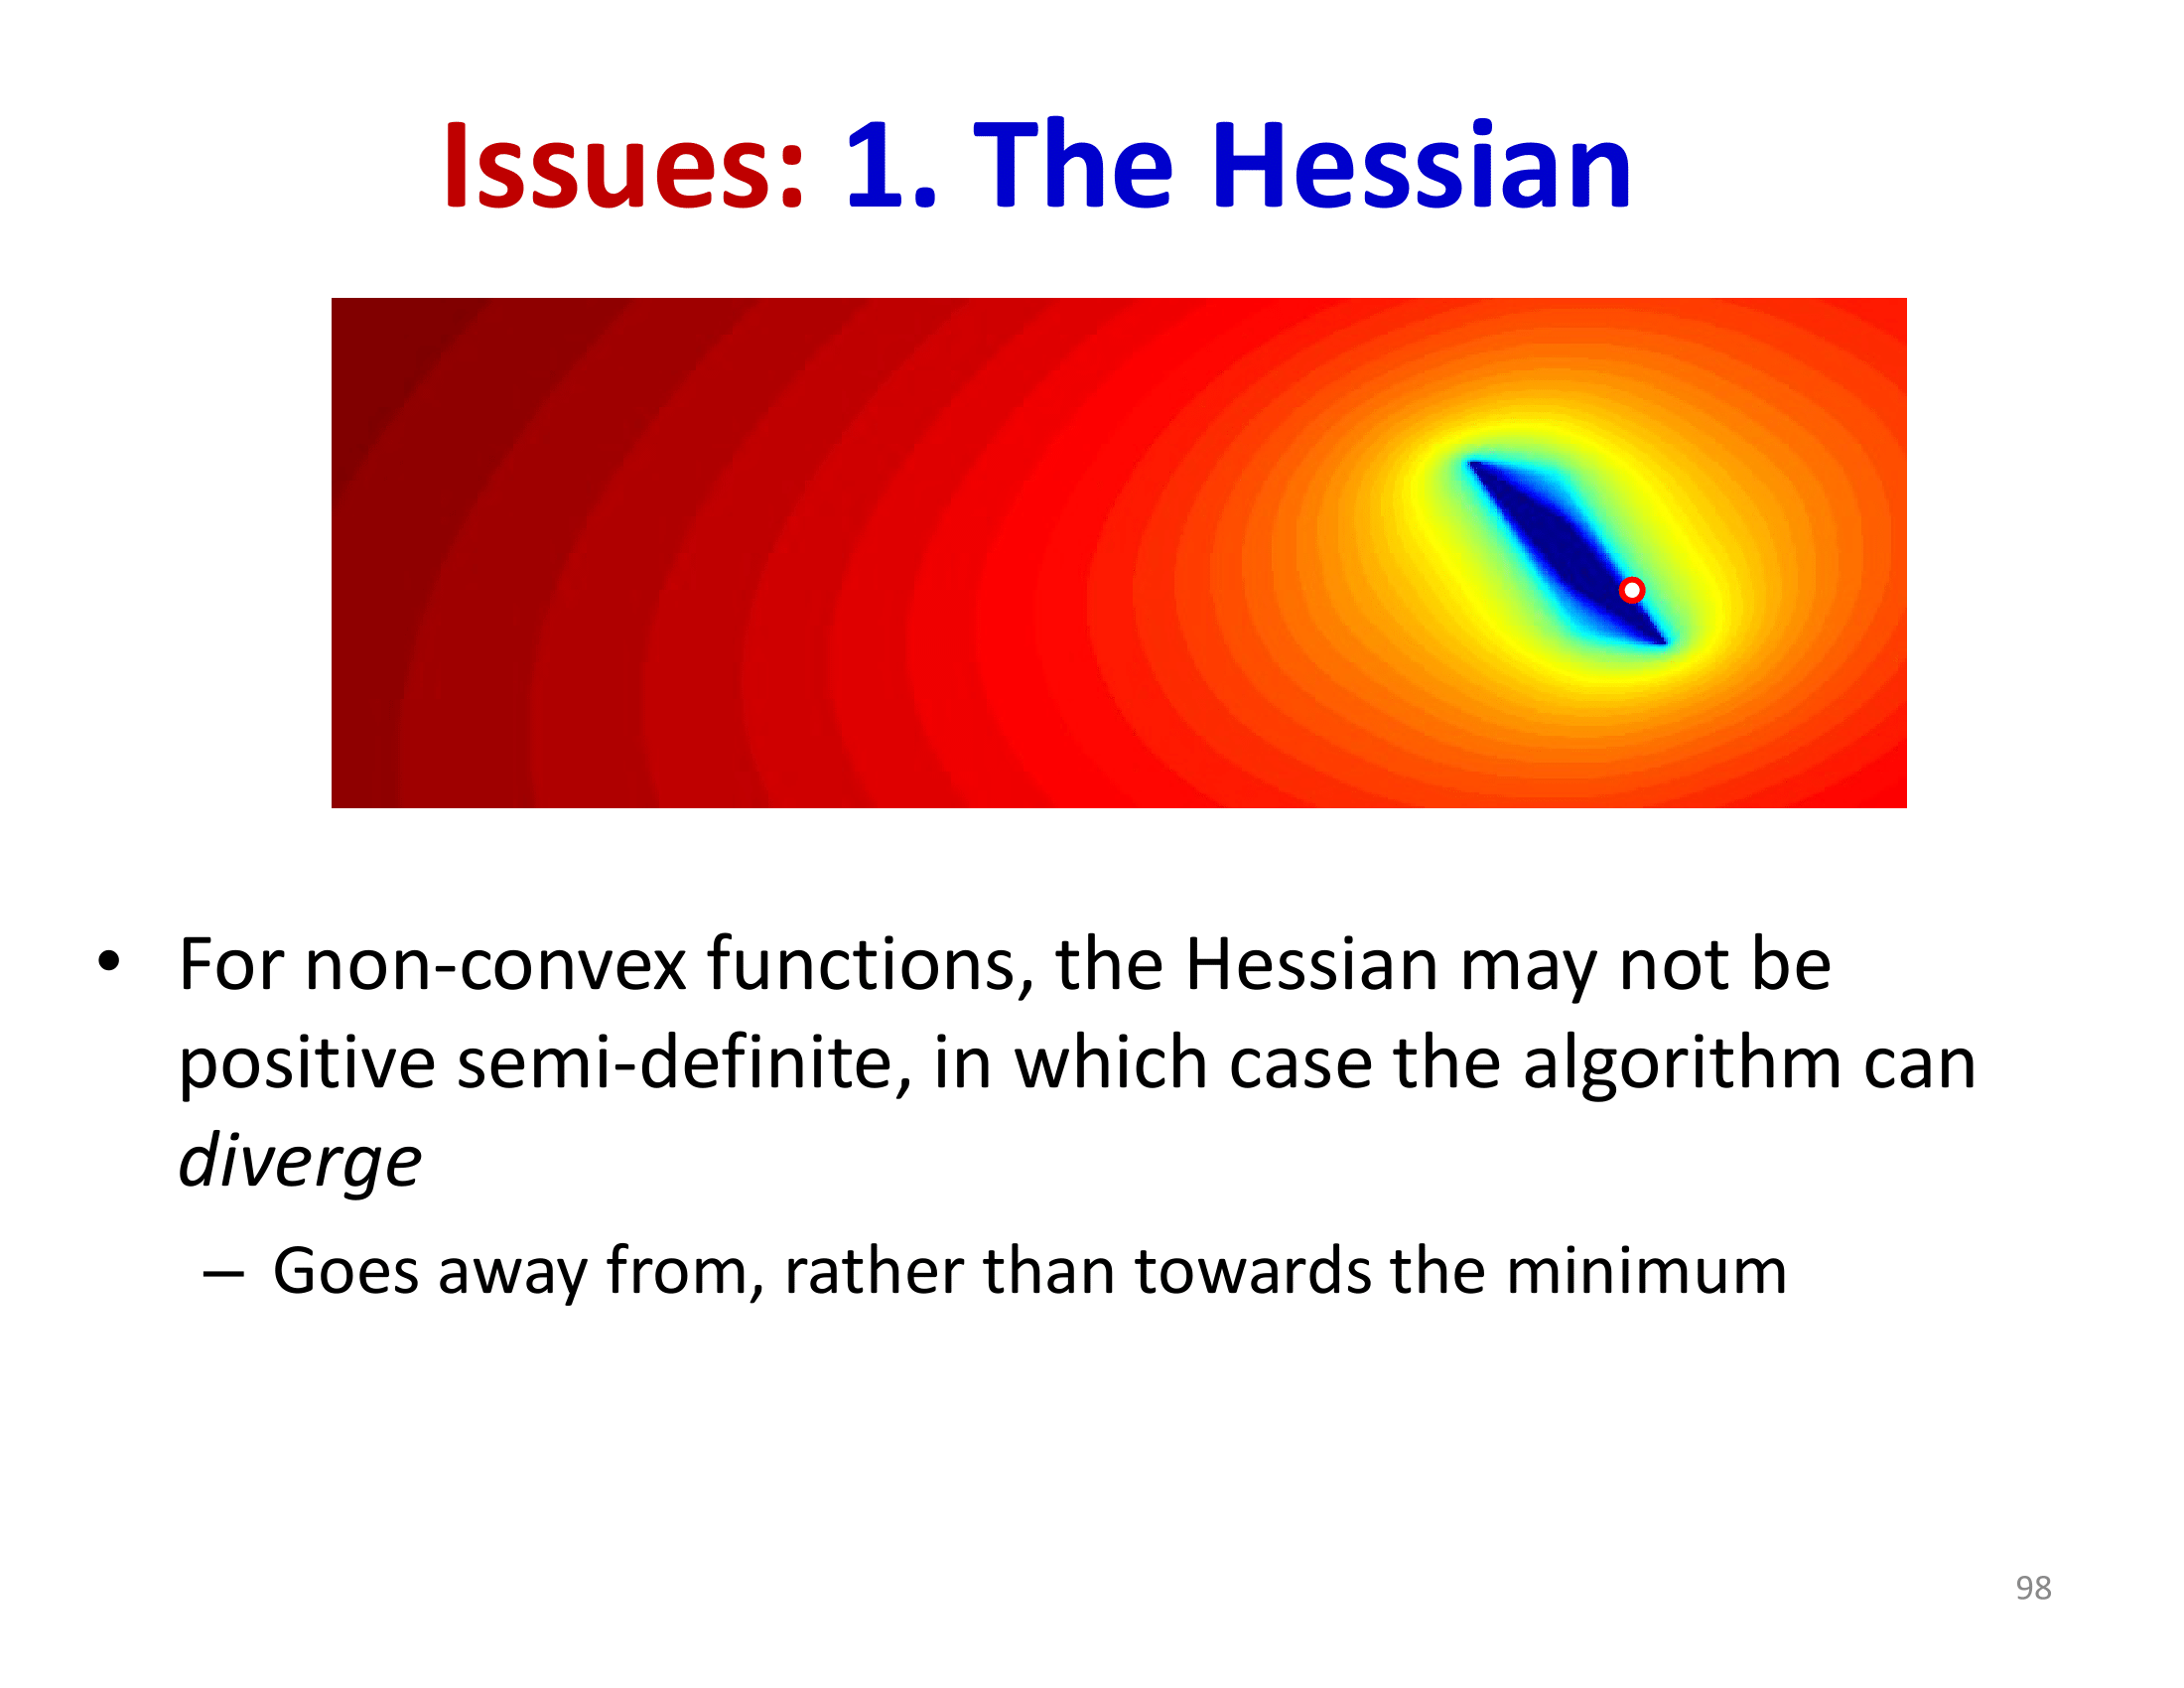 Issues: 1. The Hessian
• For non-convex functions, the Hessian may not be
positive semi-definite, in which case the algorithm can
diverge
– Goes away from, rather than towards the minimum
98